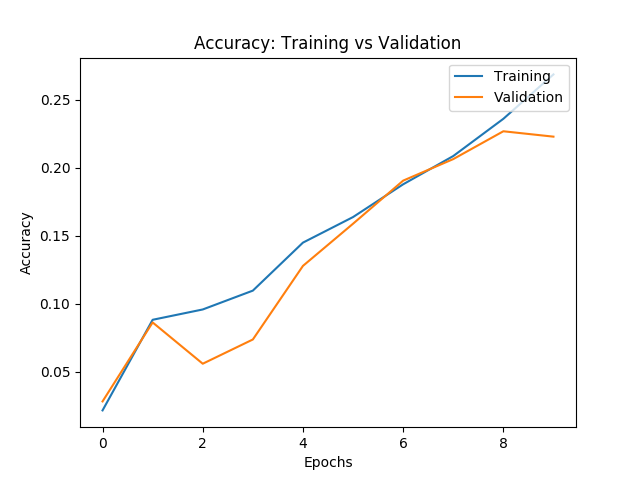 Accuracy: Training vs Validation
Training
Validation
Accuracy
0.25
0.20
0.15
0.10
0.05
0
2
4
6
8
Epochs